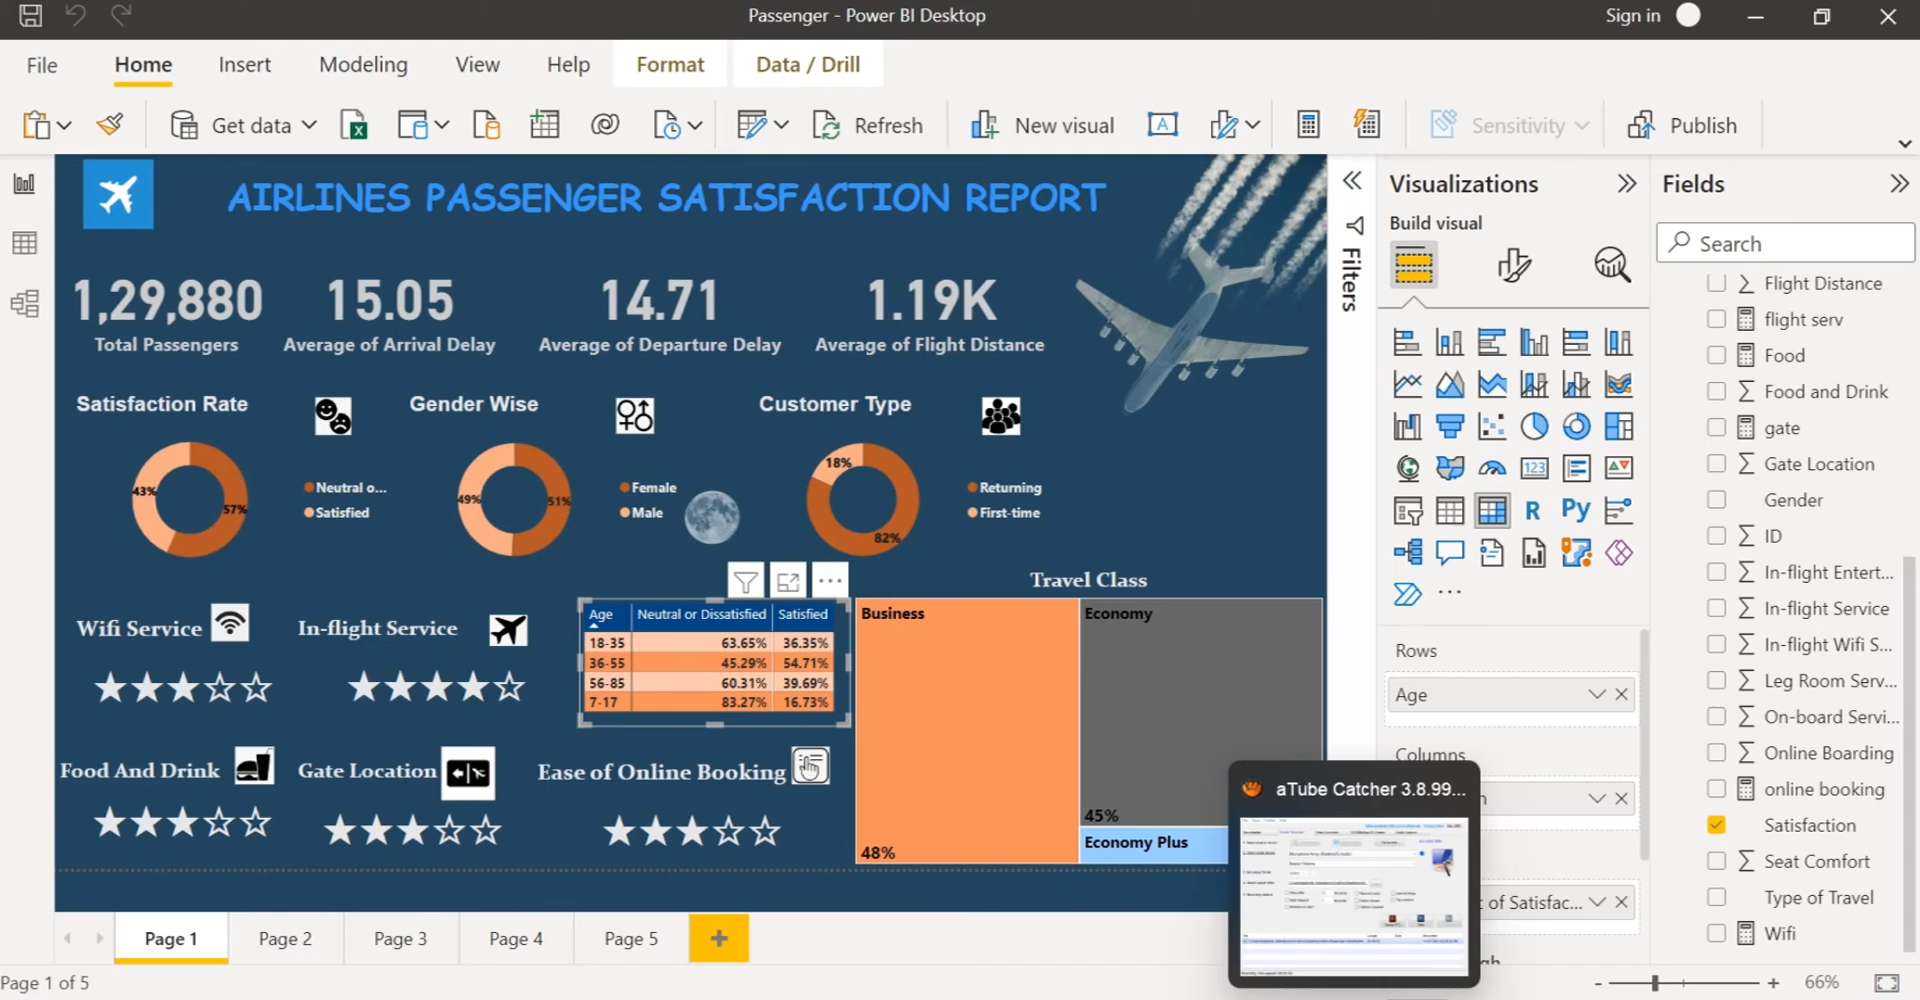 Passenger - Power BI Desktop
Sign in
File
Home
Insert
Modeling
View
Help
Format
Data / Drill
Get data
Refresh
New visual
Sensitivity
Publish
AIRLINES PASSENGER SATISFACTION REPORT
1,29,880
Total Passengers
15.05
Average of Arrival Delay
14.71
Average of Departure Delay
1.19K
Average of Flight Distance
Satisfaction Rate
43%
57%
Neutral o...
Satisfied
Gender Wise
49%
51%
Female
Male
Customer Type
18%
82%
Returning
First-time
Wifi Service
In-flight Service
Age Neutral or Dissatisfied Satisfied
18-35 63.65% 36.35%
36-55 45.29% 54.71%
56-85 60.31% 39.69%
7-17 83.27% 16.73%
Food And Drink
Gate Location
Ease of Online Booking
Travel Class
Business
48%
Economy
45%
Economy Plus
Filters
Visualizations
Build visual
123
R
Py
Rows
Age
Columns
n
of Satisfac...
gh
Fields
Search
Flight Distance
flight serv
Food
Food and Drink
gate
Gate Location
Gender
ID
In-flight Entert...
In-flight Service
In-flight Wifi S...
Leg Room Serv...
On-board Servi...
Online Boarding
online booking
Satisfaction
Seat Comfort
Type of Travel
Wifi
aTube Catcher 3.8.99...
Page 1
Page 2
Page 3
Page 4
Page 5
+
Page 1 of 5
- + 66%